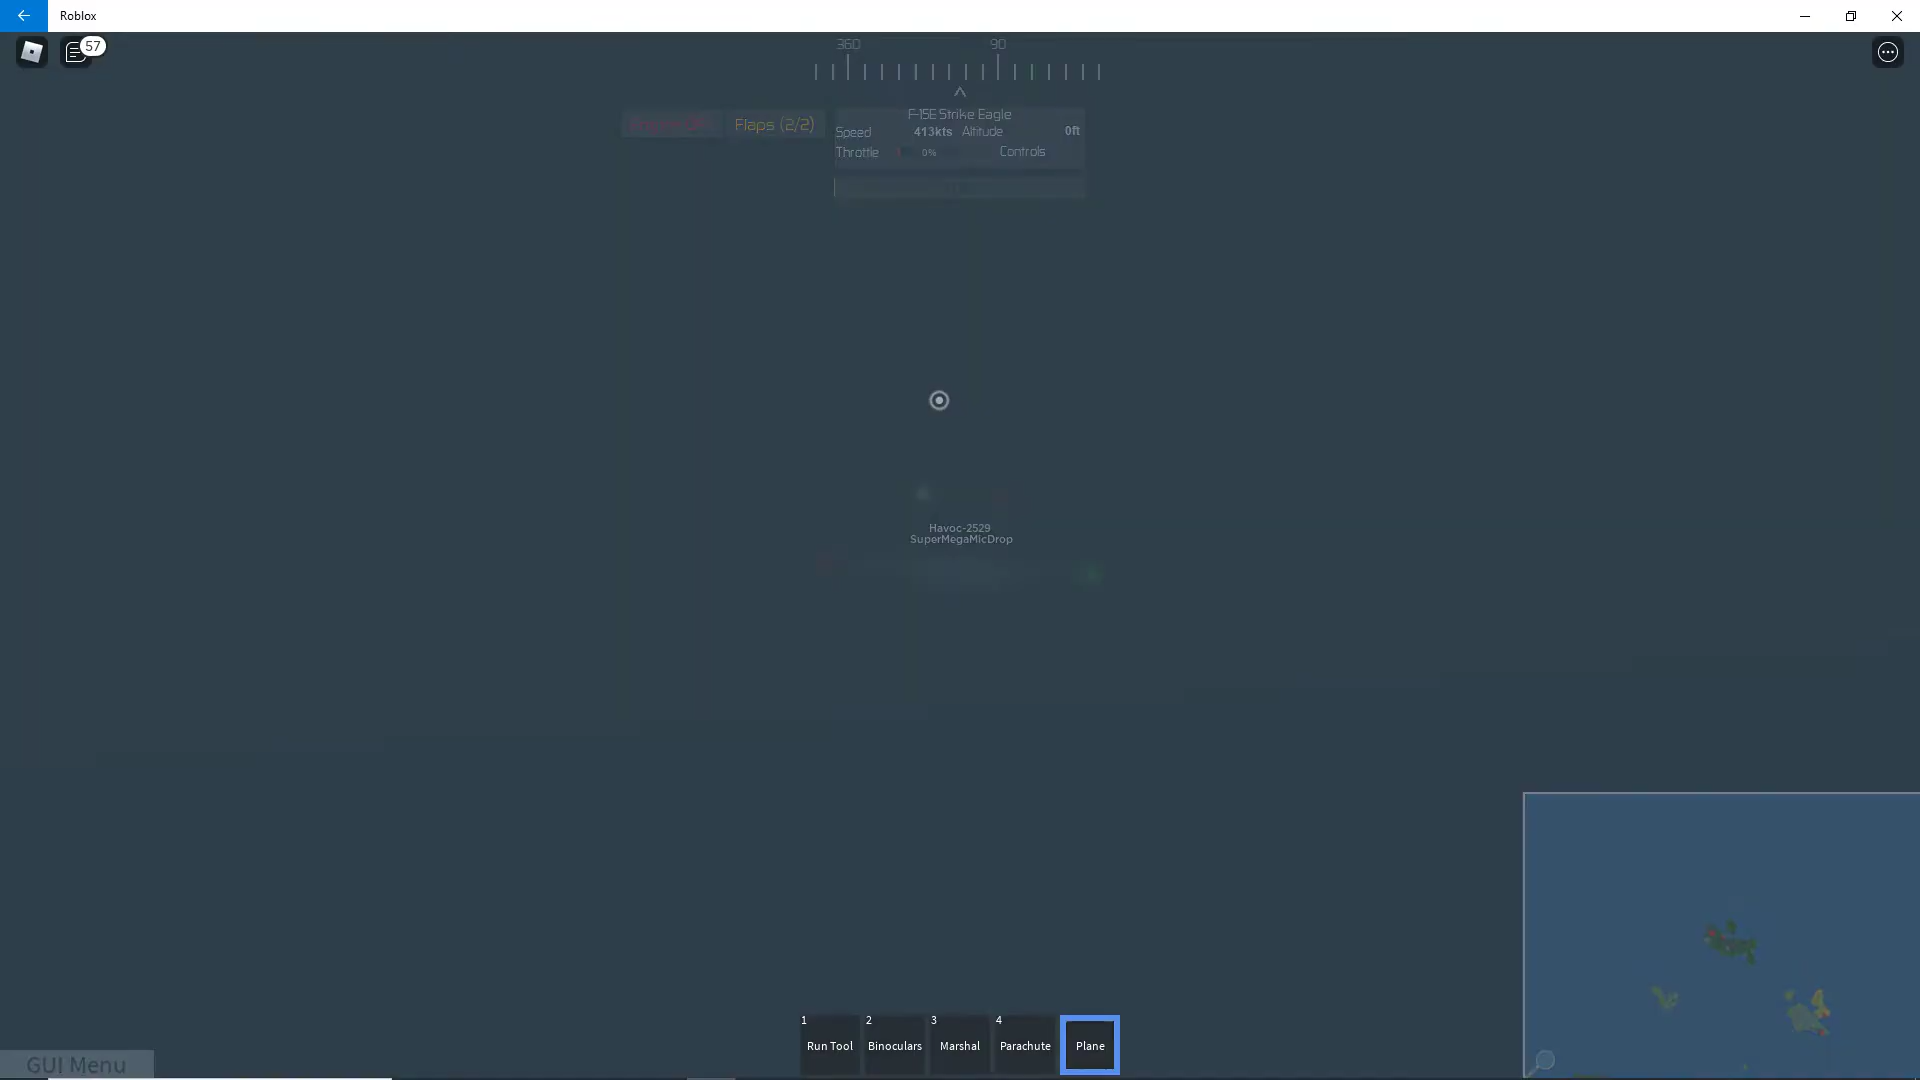 Roblox
57
360 90
Flaps (2/2)
F-15E Strike Eagle
Speed 413kts Altitude 0ft
Throttle 0% Controls
Havoc-2529
SuperMegaMicDrop
1 2 3 4
Run Tool Binoculars Marshal Parachute Plane
GUI Menu